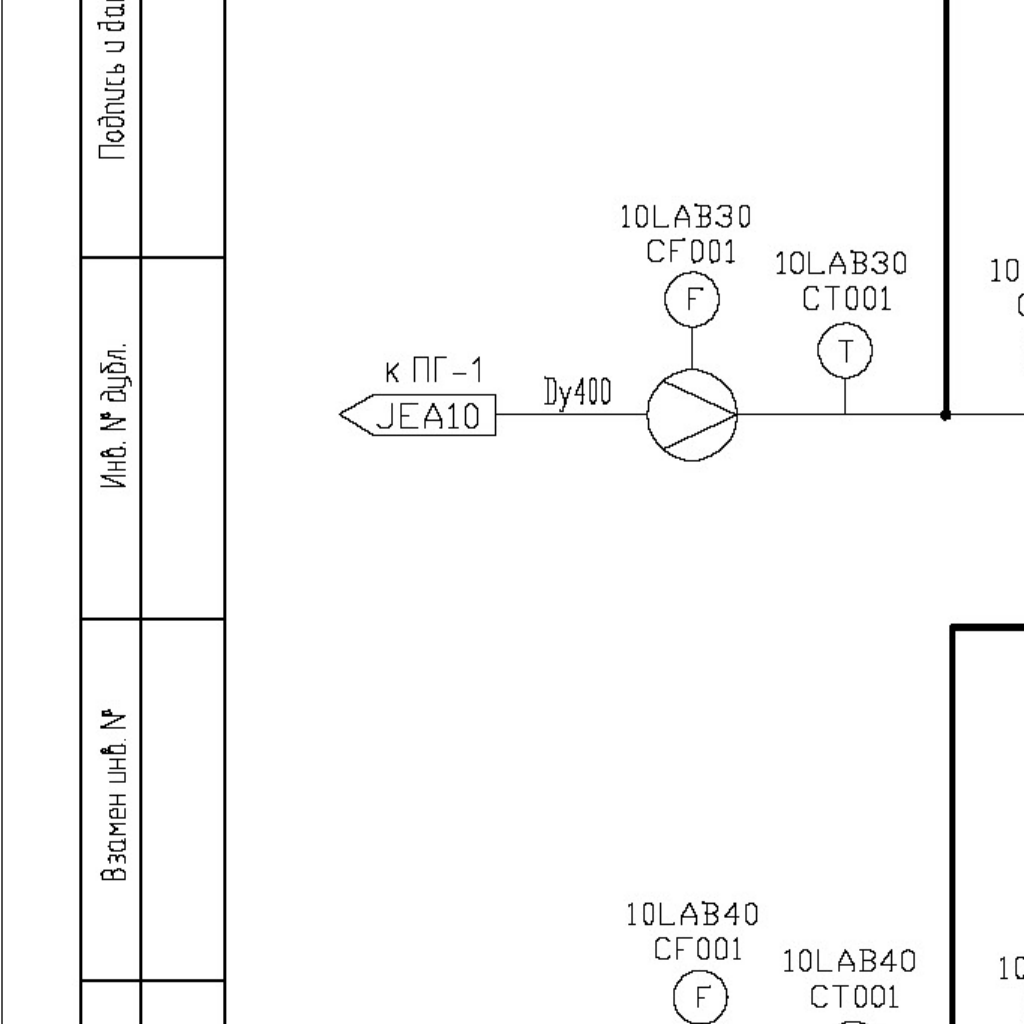 Подпись и
10LAB30
CF001
F
10LAB30
CT001
T
10
к ПГ-1
JEA10
Dy400
Инв. № дубл.
Взамен инв. №
10LAB40
CF001
F
10LAB40
CT001
10